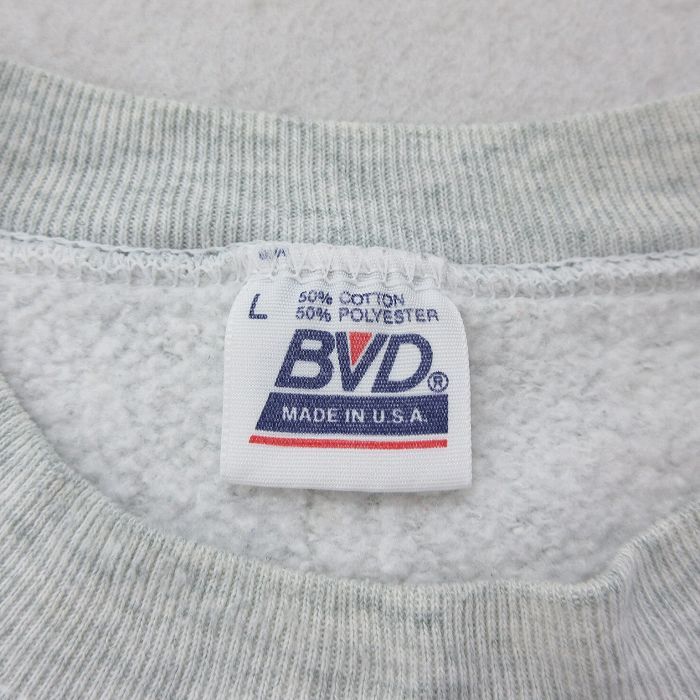 L 50% COTTON
50% POLYESTER
BVD®
MADE IN U.S.A.